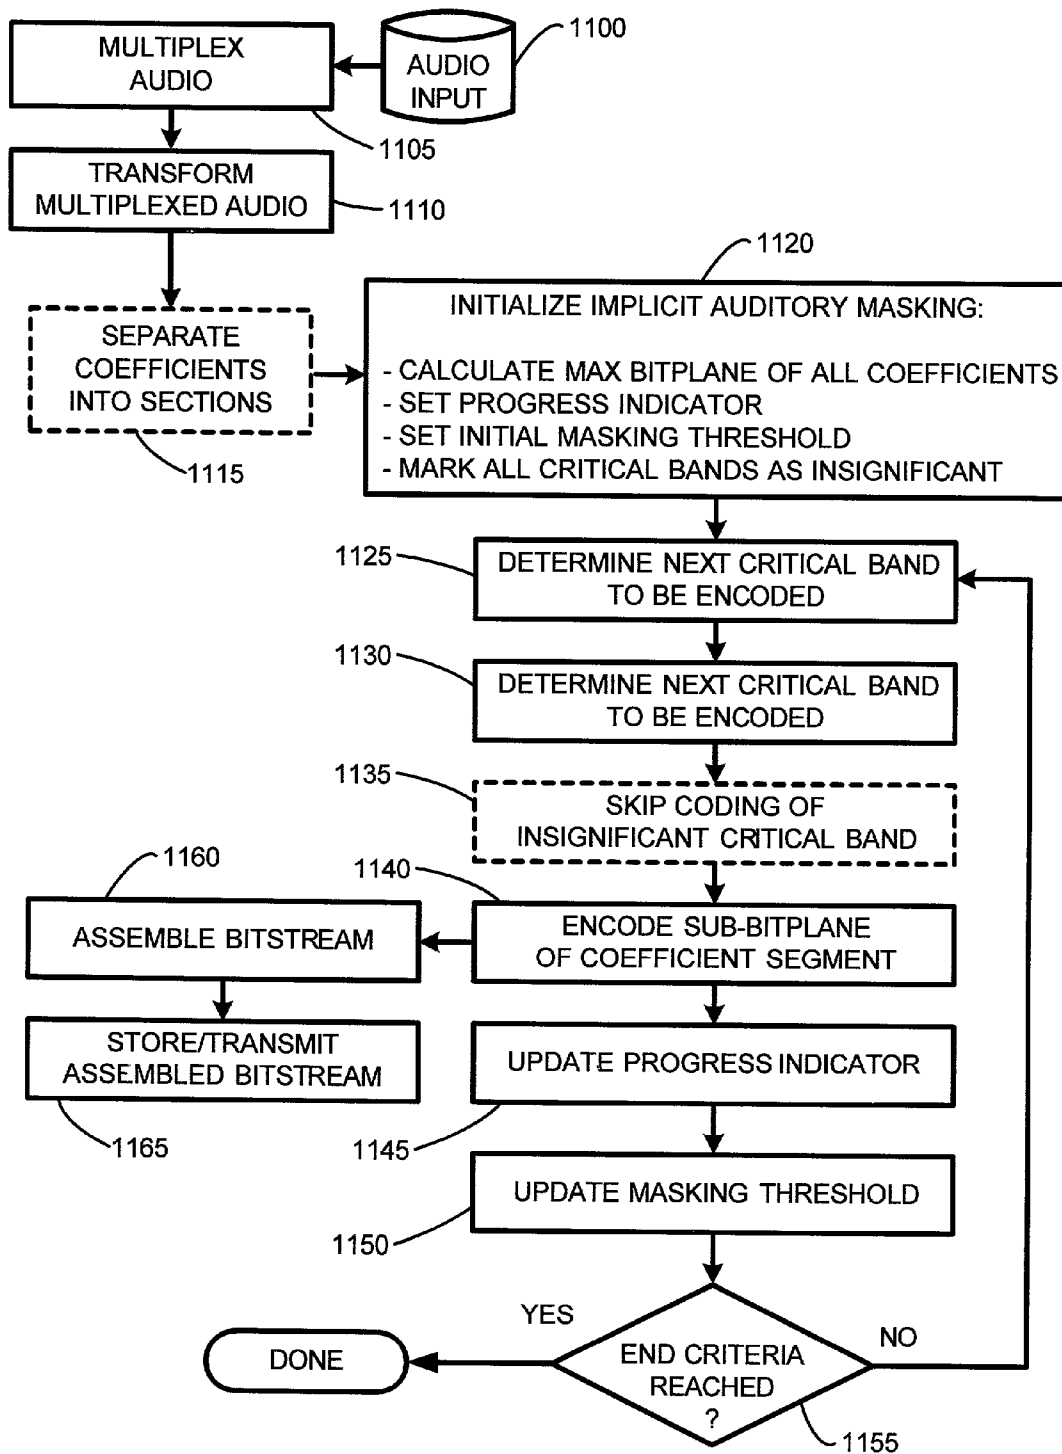 1100
MULTIPLEX
AUDIO
AUDIO
INPUT
1105
TRANSFORM
MULTIPLEXED AUDIO
1110
1120
SEPARATE
COEFFICIENTS
INTO SECTIONS
1115
INITIALIZE IMPLICIT AUDITORY MASKING:
- CALCULATE MAX BITPLANE OF ALL COEFFICIENTS
- SET PROGRESS INDICATOR
- SET INITIAL MASKING THRESHOLD
- MARK ALL CRITICAL BANDS AS INSIGNIFICANT
1125
DETERMINE NEXT CRITICAL BAND
TO BE ENCODED
1130
DETERMINE NEXT CRITICAL BAND
TO BE ENCODED
1135
SKIP CODING OF
INSIGNIFICANT CRITICAL BAND
1160
1140
ASSEMBLE BITSTREAM
ENCODE SUB-BITPLANE
OF COEFFICIENT SEGMENT
STORE/TRANSMIT
ASSEMBLED BITSTREAM
1165
UPDATE PROGRESS INDICATOR
1145
UPDATE MASKING THRESHOLD
1150
YES
NO
DONE
END CRITERIA
REACHED
?
1155